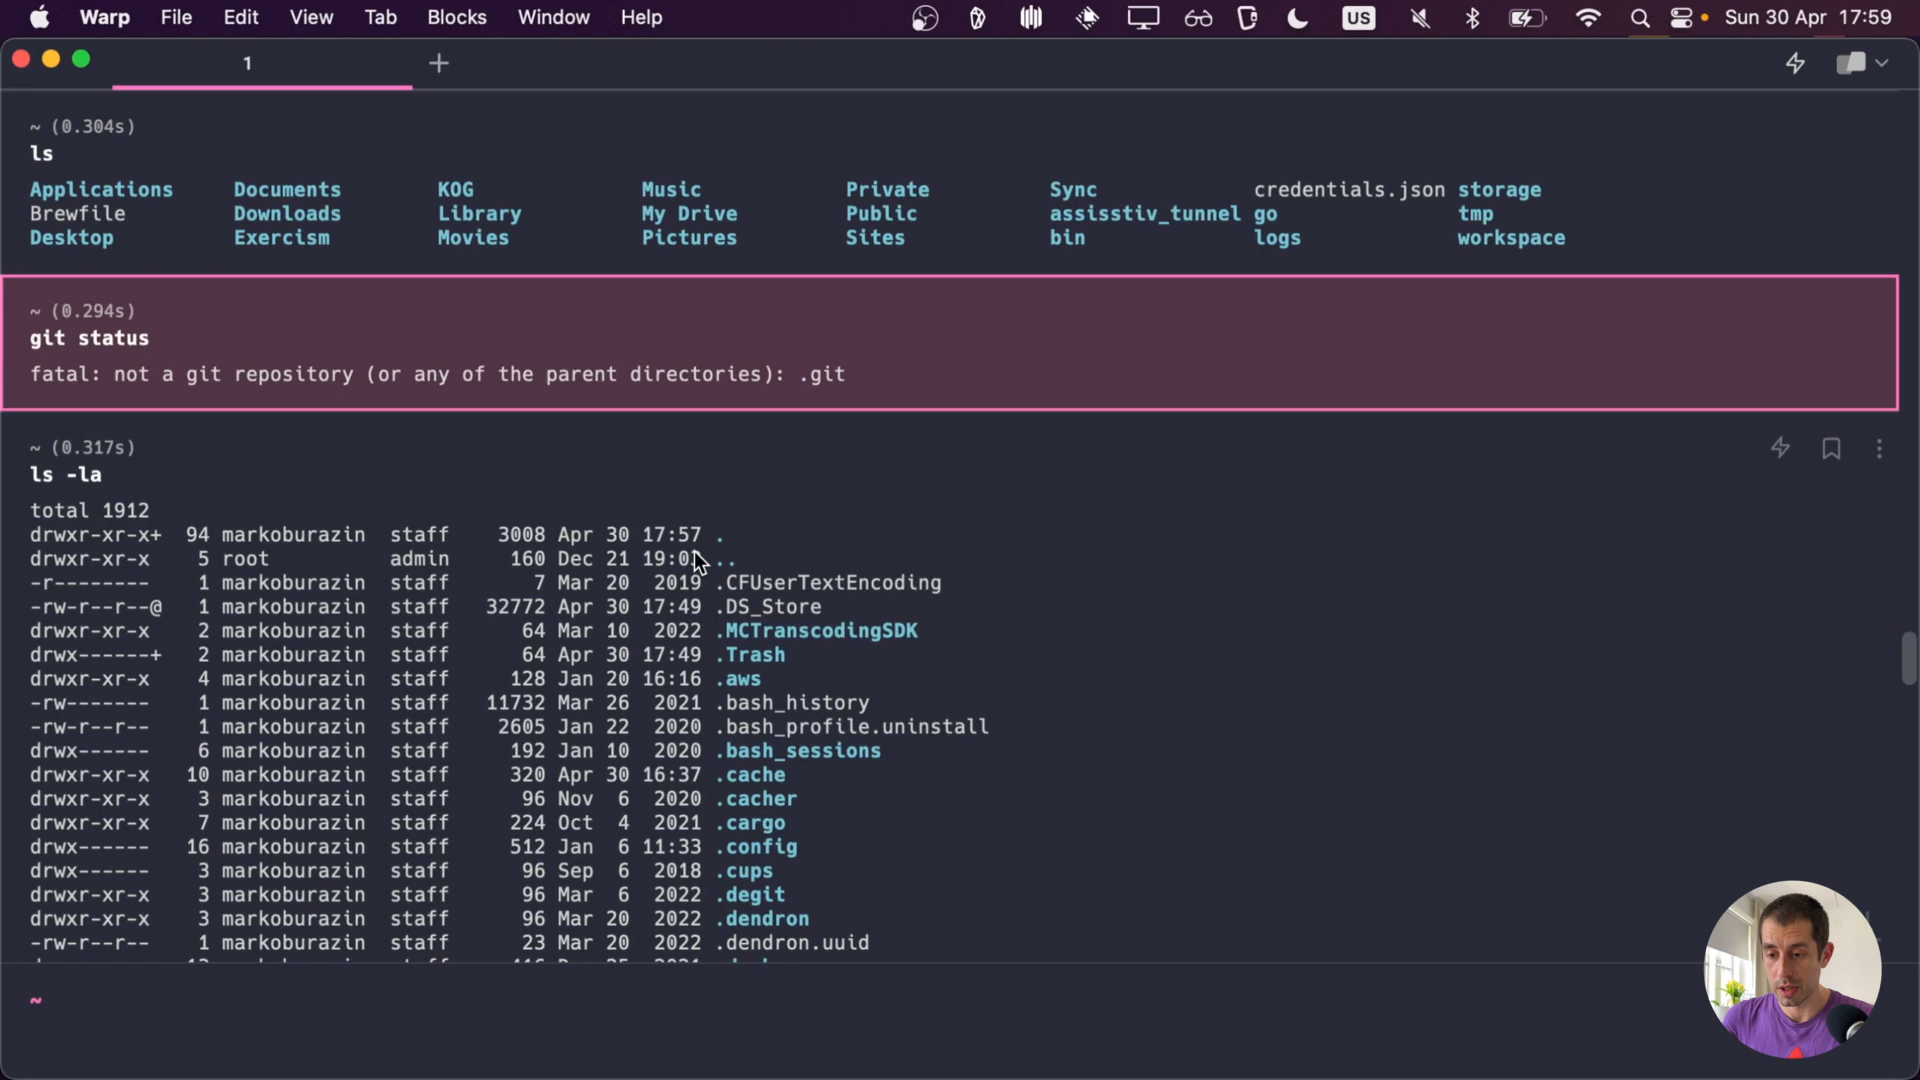 Warp File Edit View Tab Blocks Window Help US Sun 30 Apr 17:59
1
~ (0.304s)
ls
Applications Documents KOG Music Private Sync credentials.json storage
Brewfile Downloads Library My Drive Public assisstiv_tunnel go tmp
Desktop Exercism Movies Pictures Sites bin logs workspace
~ (0.294s)
git status
fatal: not a git repository (or any of the parent directories): .git
~ (0.317s)
ls -la
total 1912
drwxr-xr-x+ 94 markoburazin staff 3008 Apr 30 17:57 .
drwxr-xr-x 5 root admin 160 Dec 21 ..
-r-------- 1 markoburazin staff 7 Mar 20 2019 .CFUserTextEncoding
-rw-r--r--@ 1 markoburazin staff 32772 Apr 30 17:49 .DS_Store
drwxr-xr-x 2 markoburazin staff 64 Mar 10 2022 .MCTranscodingSDK
drwx------+ 2 markoburazin staff 64 Apr 30 17:49 .Trash
drwxr-xr-x 4 markoburazin staff 128 Jan 20 16:16 .aws
-rw------- 1 markoburazin staff 11732 Mar 26 2021 .bash_history
-rw-r--r-- 1 markoburazin staff 2605 Jan 22 2020 .bash_profile.uninstall
drwx------ 6 markoburazin staff 192 Jan 10 2020 .bash_sessions
drwxr-xr-x 10 markoburazin staff 320 Apr 30 16:37 .cache
drwxr-xr-x 3 markoburazin staff 96 Nov 6 2020 .cacher
drwxr-xr-x 7 markoburazin staff 224 Oct 4 2021 .cargo
drwx------ 16 markoburazin staff 512 Jan 6 11:33 .config
drwx------ 3 markoburazin staff 96 Sep 6 2018 .cups
drwxr-xr-x 3 markoburazin staff 96 Mar 6 2022 .degit
drwxr-xr-x 3 markoburazin staff 96 Mar 20 2022 .dendron
-rw-r--r-- 1 markoburazin staff 23 Mar 20 2022 .dendron.uuid
~